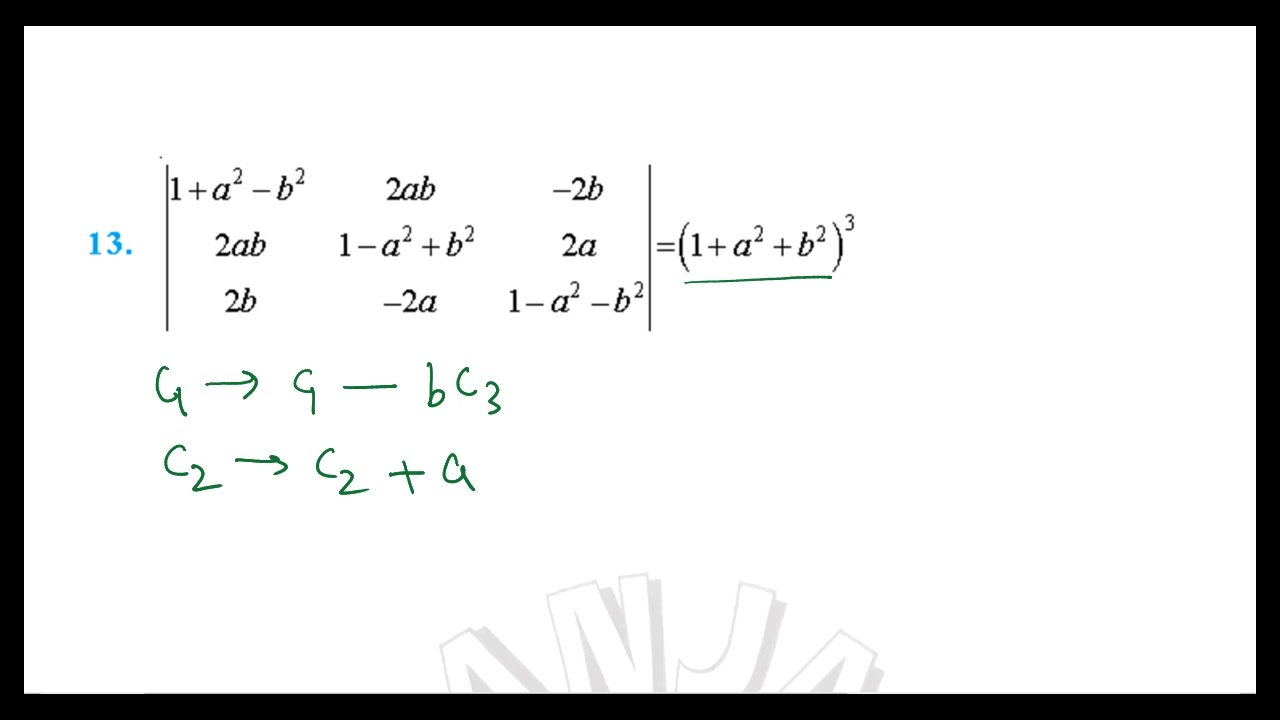 13. |1+a²−b² 2ab −2b|
|2ab 1−a²+b² 2a| =(1+a²+b²)³
|2b −2a 1−a²−b²|
C₁ → C₁ − bC₃
C₂ → C₂ + a
ANJA